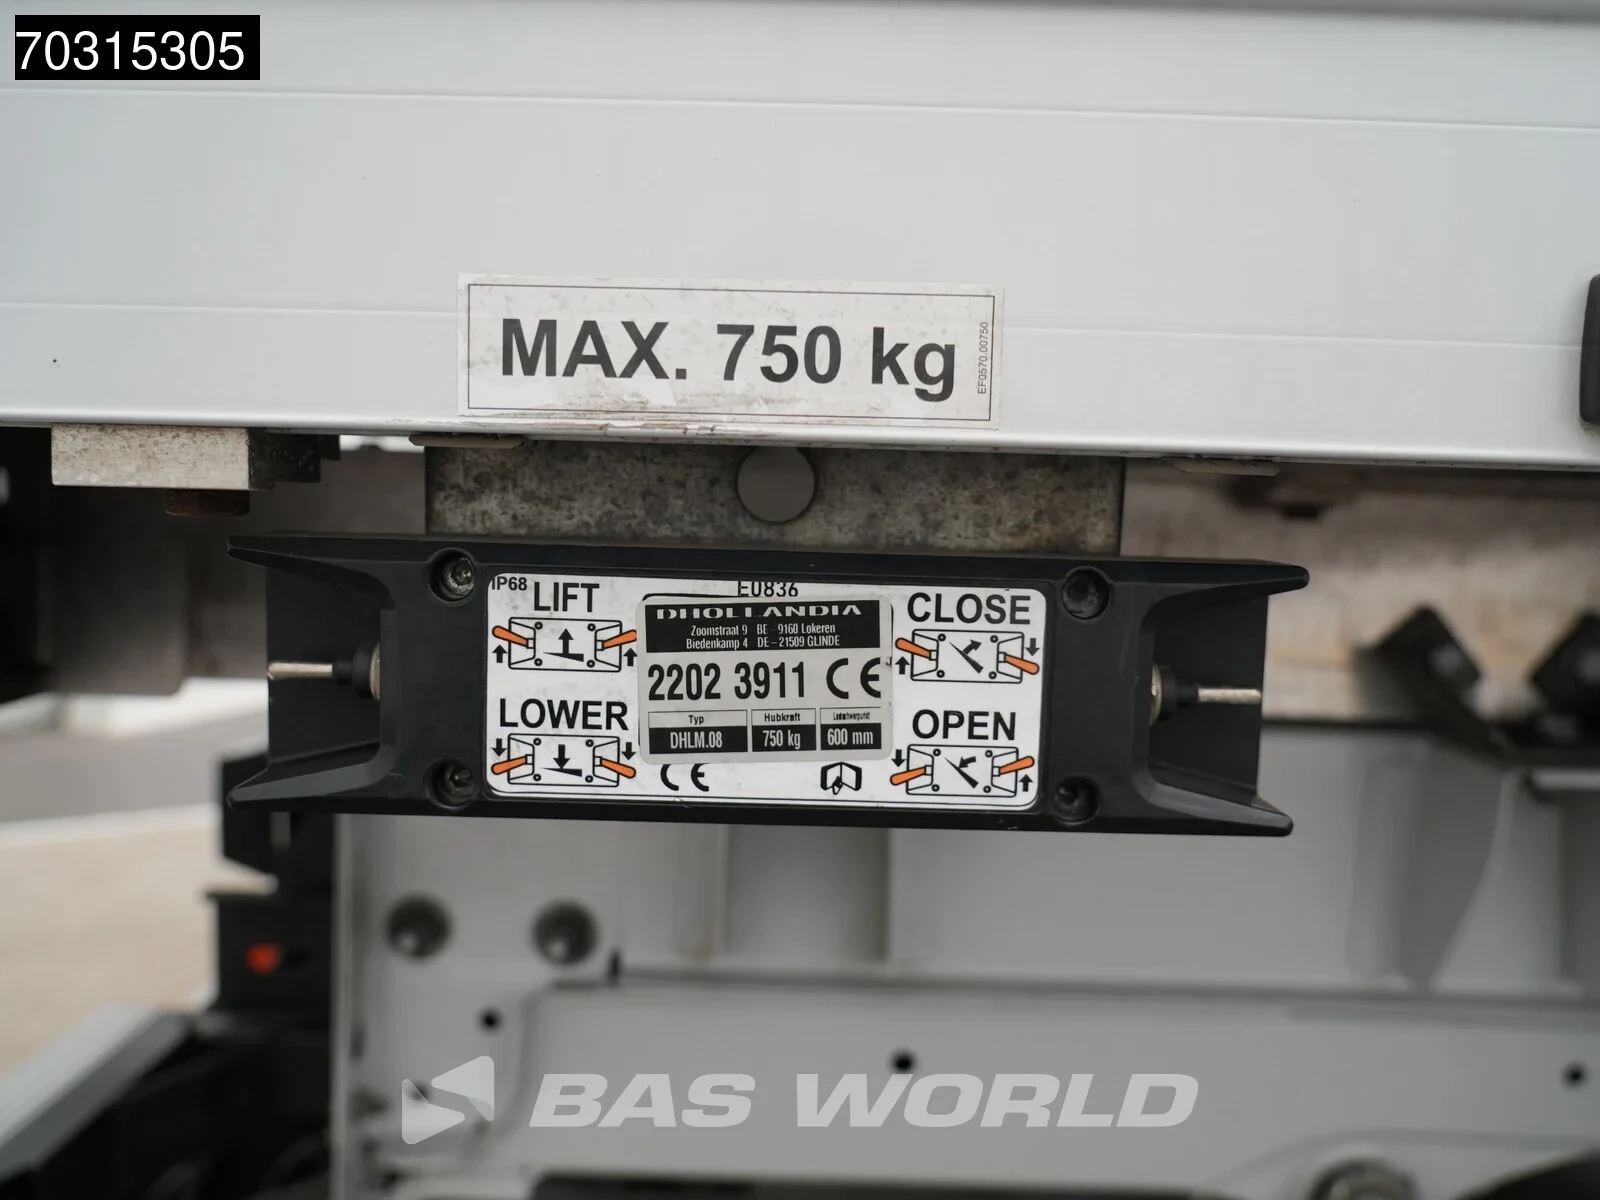 70315305
MAX. 750 kg
EF0570.00750
IP68
LIFT
E0836
CLOSE
DHOLLANDIA
Zoomstraat 9 BE - 9160 Lokeren
Biedenkamp 4 DE - 21509 GLINDE
2202 3911 CE
LOWER
OPEN
Typ Hubkraft Lastschwerpunkt
DHLM.08 750 kg 600 mm
CE
BAS WORLD